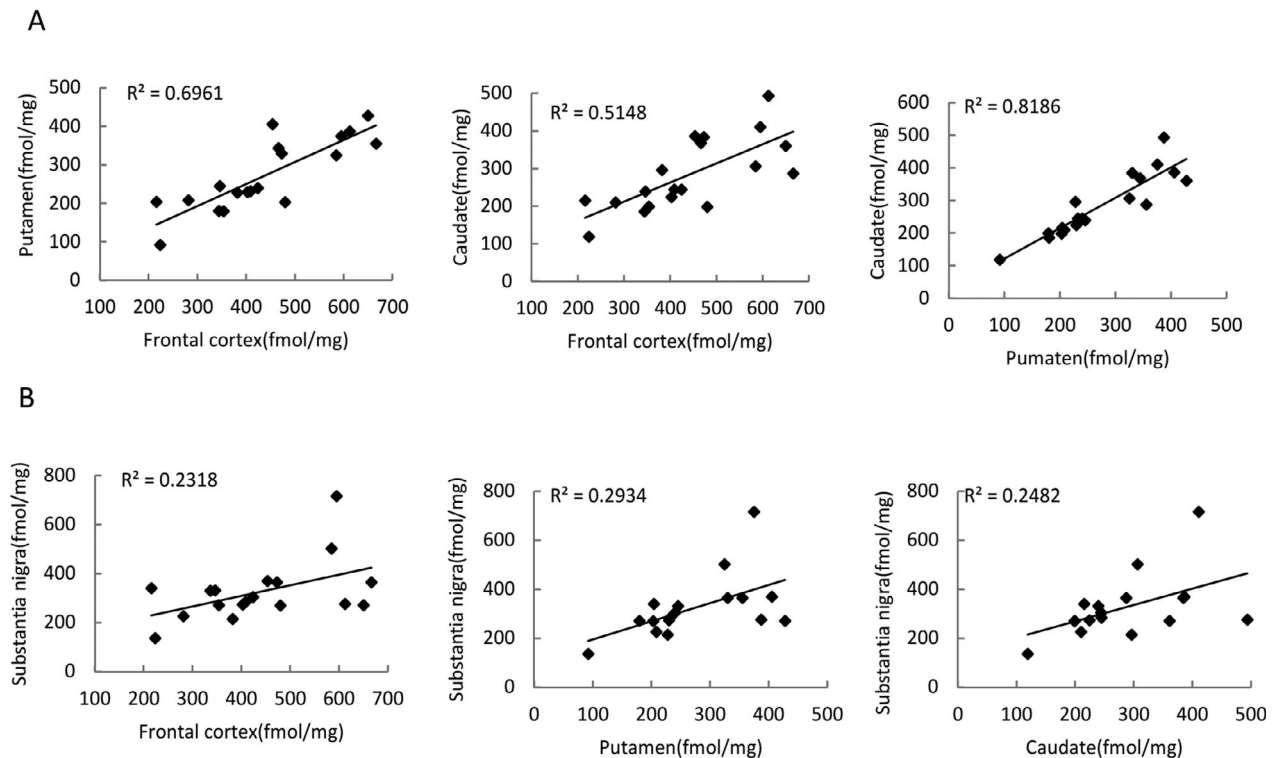 A
R² = 0.6961
Putamen(fmol/mg)
500
400
300
200
100
0
100 200 300 400 500 600 700
Frontal cortex(fmol/mg)
R² = 0.5148
Caudate(fmol/mg)
500
400
300
200
100
0
100 200 300 400 500 600 700
Frontal cortex(fmol/mg)
R² = 0.8186
Caudate(fmol/mg)
600
500
400
300
200
100
0
0 100 200 300 400 500
Pumaten(fmol/mg)
B
R² = 0.2318
Substantia nigra(fmol/mg)
800
600
400
200
0
100 200 300 400 500 600 700
Frontal cortex(fmol/mg)
R² = 0.2934
Substantia nigra(fmol/mg)
800
600
400
200
0
0 100 200 300 400 500
Putamen(fmol/mg)
R² = 0.2482
Substantia nigra(fmol/mg)
800
600
400
200
0
0 100 200 300 400 500
Caudate(fmol/mg)